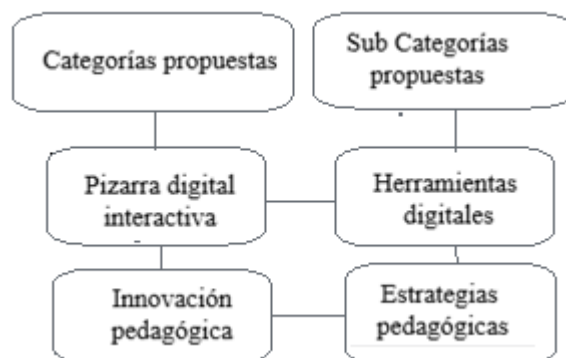 Categorías propuestas
Sub Categorías
propuestas
Pizarra digital
interactiva
Herramientas
digitales
Innovación
pedagógica
Estrategias
pedagógicas